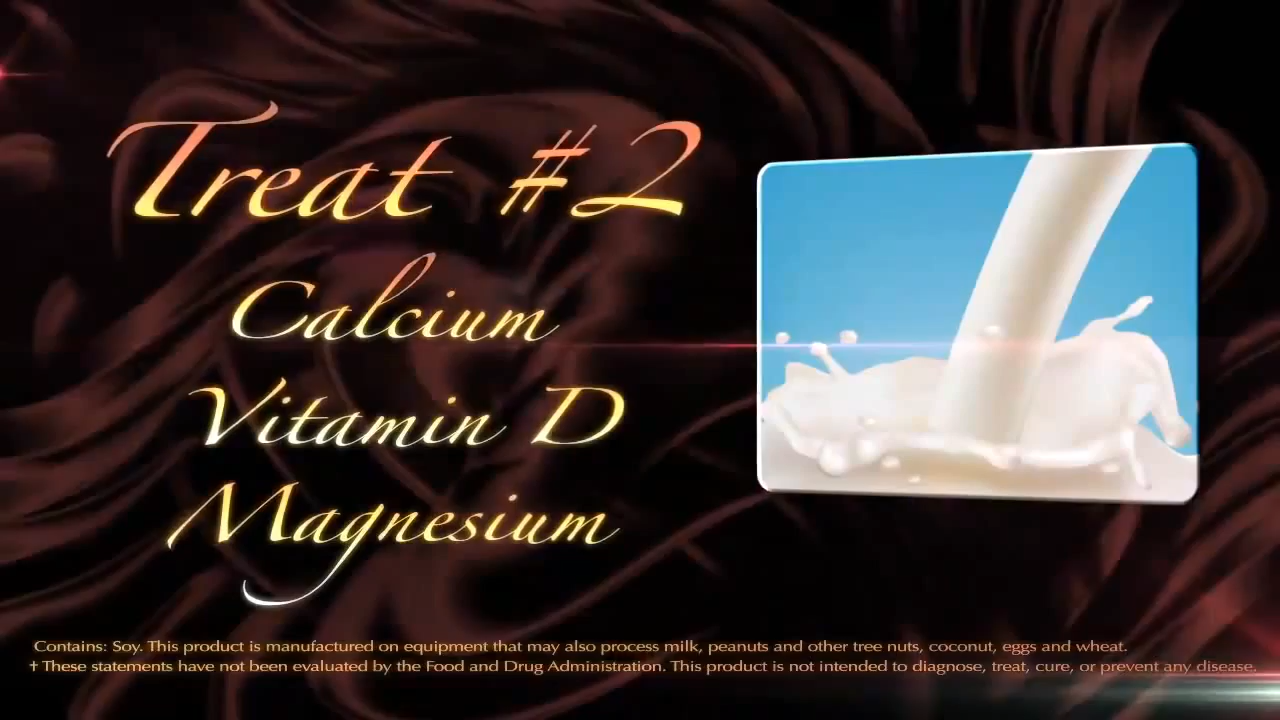 Treat #2
Calcium
Vitamin D
Magnesium
Contains: Soy. This product is manufactured on equipment that may also process milk, peanuts and other tree nuts, coconut, eggs and wheat.
† These statements have not been evaluated by the Food and Drug Administration. This product is not intended to diagnose, treat, cure, or prevent any disease.